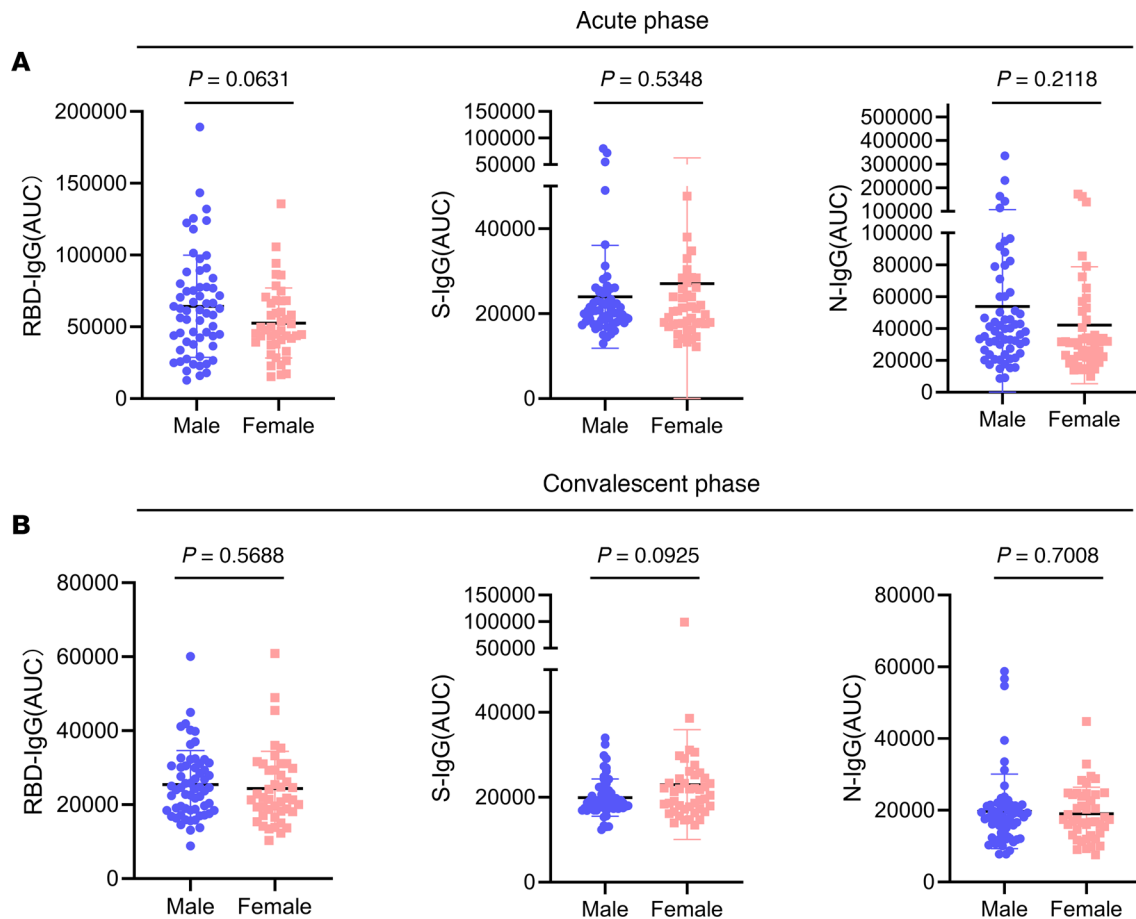 Acute phase
A
P = 0.0631
P = 0.5348
P = 0.2118
RBD-IgG(AUC)
200000
150000
100000
50000
0
Male
Female
S-IgG(AUC)
150000
100000
50000
40000
20000
0
Male
Female
N-IgG(AUC)
500000
400000
300000
200000
100000
100000
80000
60000
40000
20000
0
Male
Female
Convalescent phase
B
P = 0.5688
P = 0.0925
P = 0.7008
RBD-IgG(AUC)
80000
60000
40000
20000
0
Male
Female
S-IgG(AUC)
150000
100000
50000
40000
20000
0
Male
Female
N-IgG(AUC)
80000
60000
40000
20000
0
Male
Female